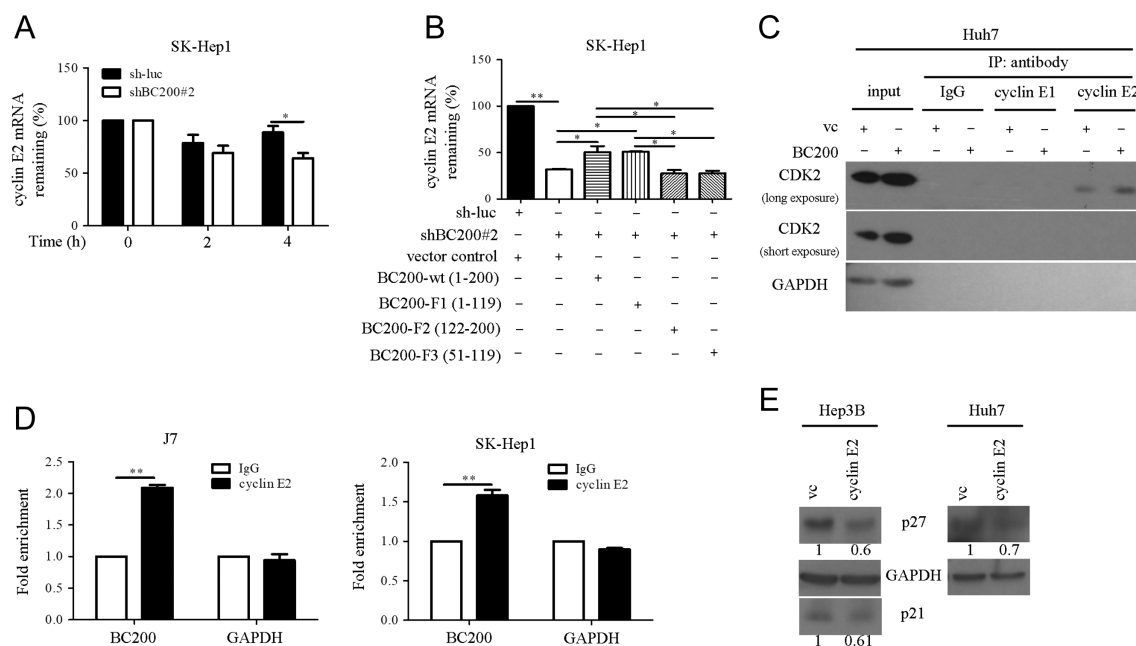 A
SK-Hep1
cyclin E2 mRNA
remaining (%)
150
100
50
0
sh-luc
shBC200#2
*
Time (h)
0 2 4
B
SK-Hep1
cyclin E2 mRNA
remaining (%)
150
100
50
0
** * * * * * *
sh-luc + – – – – –
shBC200#2 – + + + + +
vector control + + – – – –
BC200-wt (1-200) – – + – – –
BC200-F1 (1-119) – – – + – –
BC200-F2 (122-200) – – – – + –
BC200-F3 (51-119) – – – – – +
C
Huh7
IP: antibody
input IgG cyclin E1 cyclin E2
vc + – + – + – + –
BC200 – + – + – + – +
CDK2
(long exposure)
CDK2
(short exposure)
GAPDH
D
J7
Fold enrichment
2.5
2.0
1.5
1.0
0.5
0.0
IgG
cyclin E2
**
BC200 GAPDH
SK-Hep1
Fold enrichment
2.0
1.5
1.0
0.5
0.0
IgG
cyclin E2
**
BC200 GAPDH
E
Hep3B Huh7
vc cyclin E2 vc cyclin E2
p27
1 0.6 1 0.7
GAPDH
p21
1 0.61